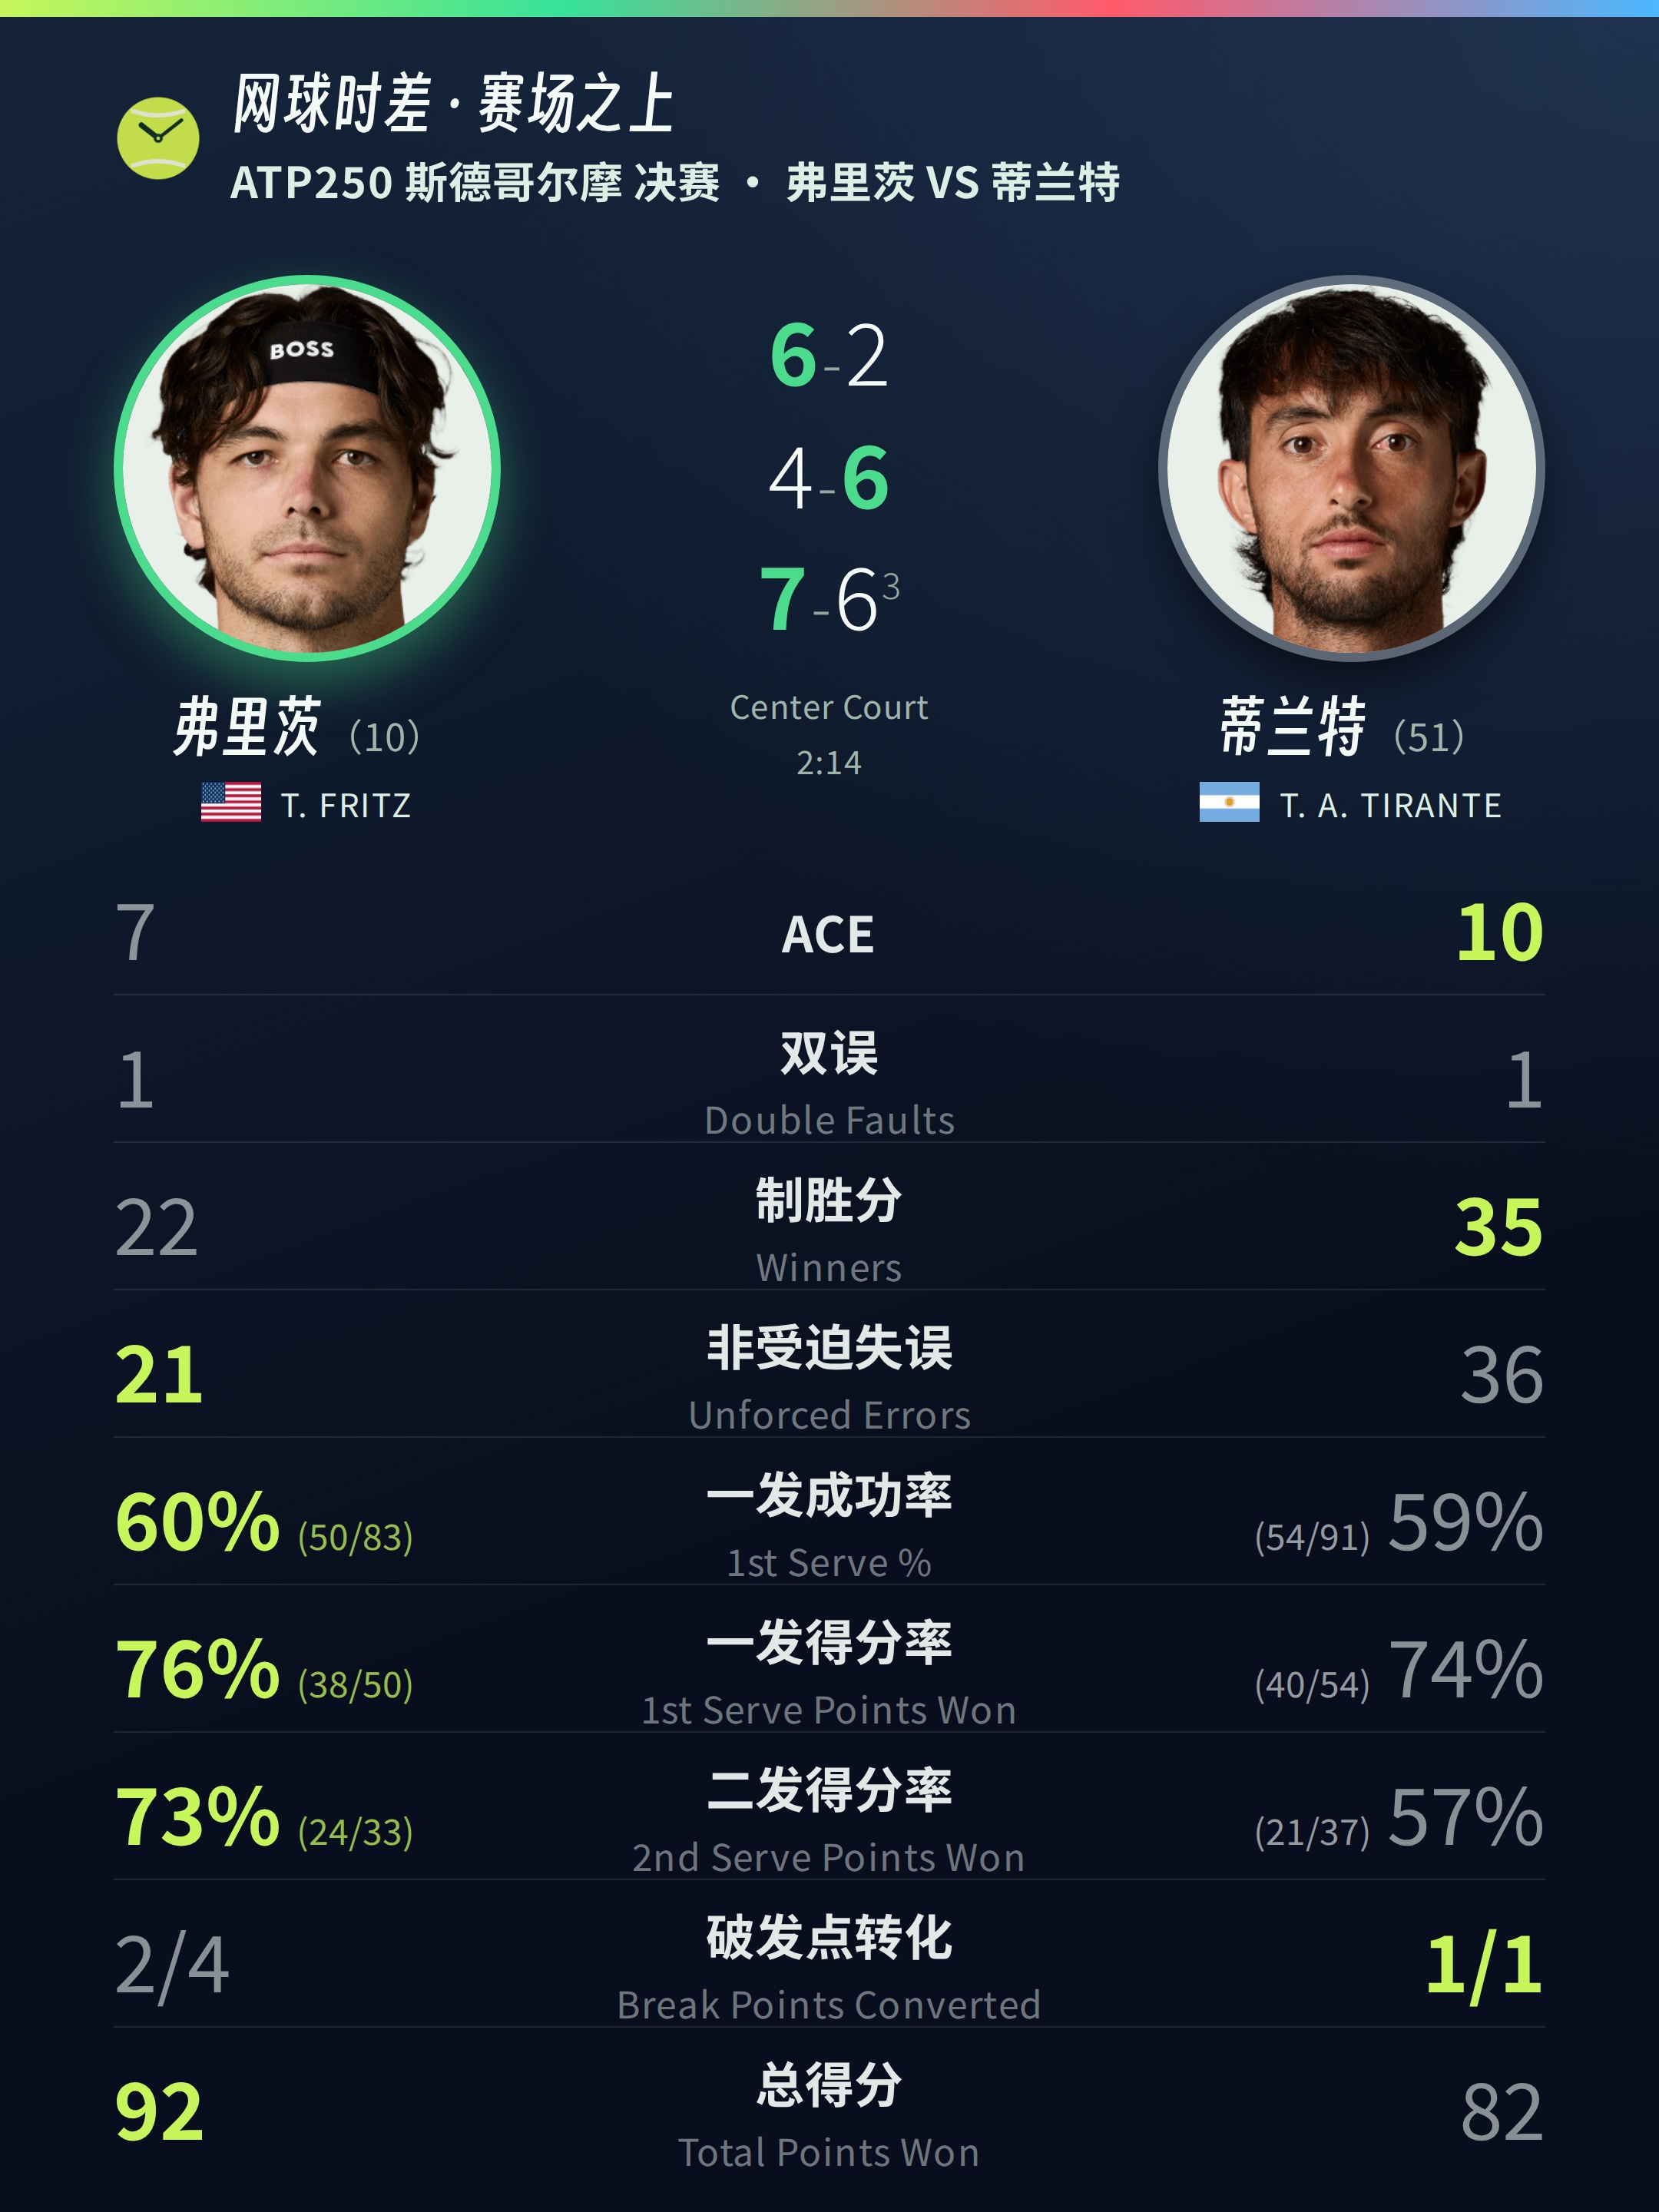 网球时差 · 赛场之上
ATP250 斯德哥尔摩 决赛 · 弗里茨 VS 蒂兰特
BOSS
6-2
4-6
7-6³
弗里茨（10）
T. FRITZ
Center Court
2:14
蒂兰特（51）
T. A. TIRANTE
7 ACE 10
1 双误 1
Double Faults
22 制胜分 35
Winners
21 非受迫失误 36
Unforced Errors
60% (50/83) 一发成功率 (54/91) 59%
1st Serve %
76% (38/50) 一发得分率 (40/54) 74%
1st Serve Points Won
73% (24/33) 二发得分率 (21/37) 57%
2nd Serve Points Won
2/4 破发点转化 1/1
Break Points Converted
92 总得分 82
Total Points Won